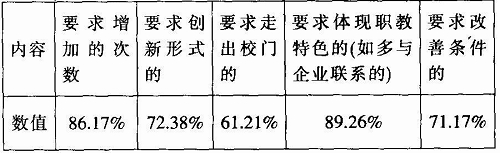 内容 要求增加的次数 要求创新形式的 要求走出校门的 要求体现职教特色的(如多与企业联系的) 要求改善条件的
数值 86.17% 72.38% 61.21% 89.26% 71.17%